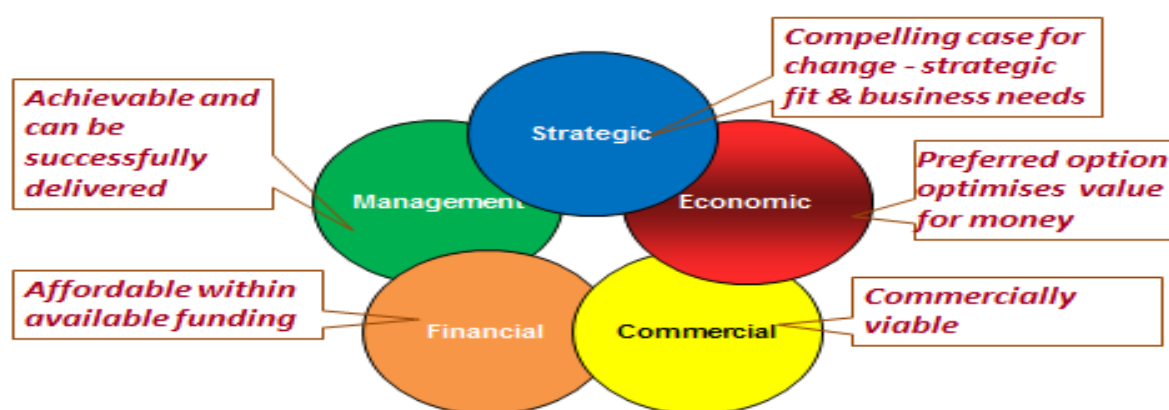 Compelling case for
change - strategic
fit & business needs
Achievable and
can be
successfully
delivered
Strategic
Preferred option
optimises value
for money
Management
Economic
Affordable within
available funding
Commercially
viable
Financial
Commercial